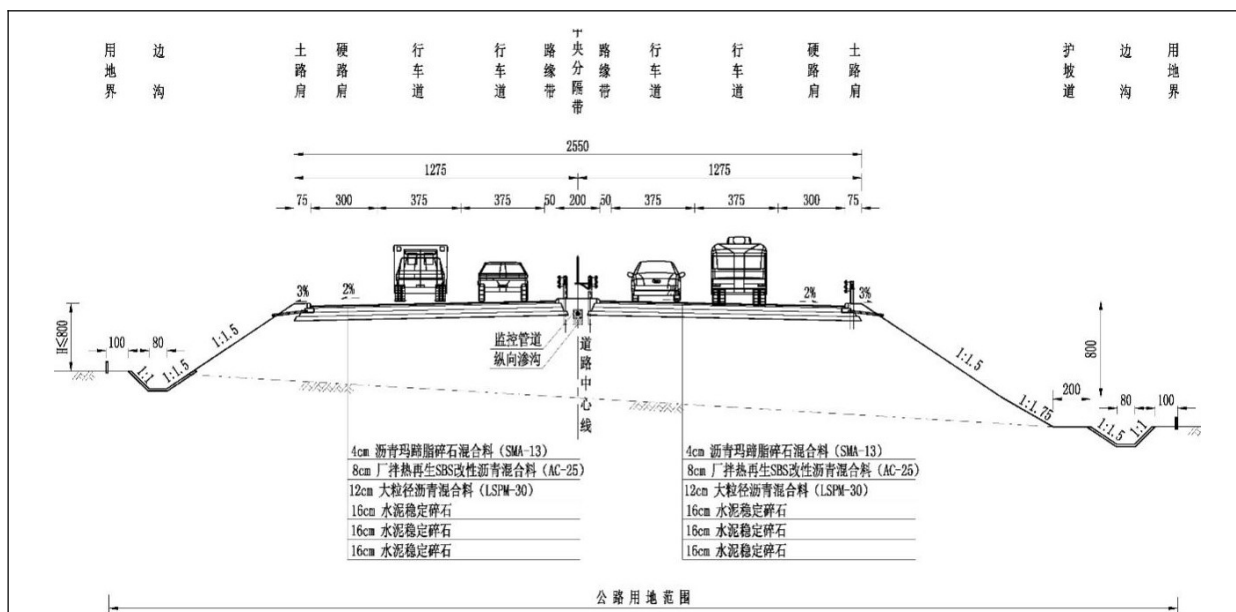 用地界
边沟
土路肩
硬路肩
行车道
行车道
路缘带
中央分隔带
路缘带
行车道
行车道
硬路肩
土路肩
护坡道
边沟
用地界
2550
1275 1275
75 300 375 375 50 200 50 375 375 300 75
3% 2% 2% 3%
H≤800
100 80
1:1 1:1.5
1:1.5
监控管道
纵向渗沟
道路中心线
1:1.5
1:1.75
800
200
80 100
1:1.5 1:1
4cm 沥青玛蹄脂碎石混合料（SMA-13）
8cm 厂拌热再生SBS改性沥青混合料（AC-25）
12cm 大粒径沥青混合料（LSPM-30）
16cm 水泥稳定碎石
16cm 水泥稳定碎石
16cm 水泥稳定碎石
4cm 沥青玛蹄脂碎石混合料（SMA-13）
8cm 厂拌热再生SBS改性沥青混合料（AC-25）
12cm 大粒径沥青混合料（LSPM-30）
16cm 水泥稳定碎石
16cm 水泥稳定碎石
16cm 水泥稳定碎石
公路用地范围